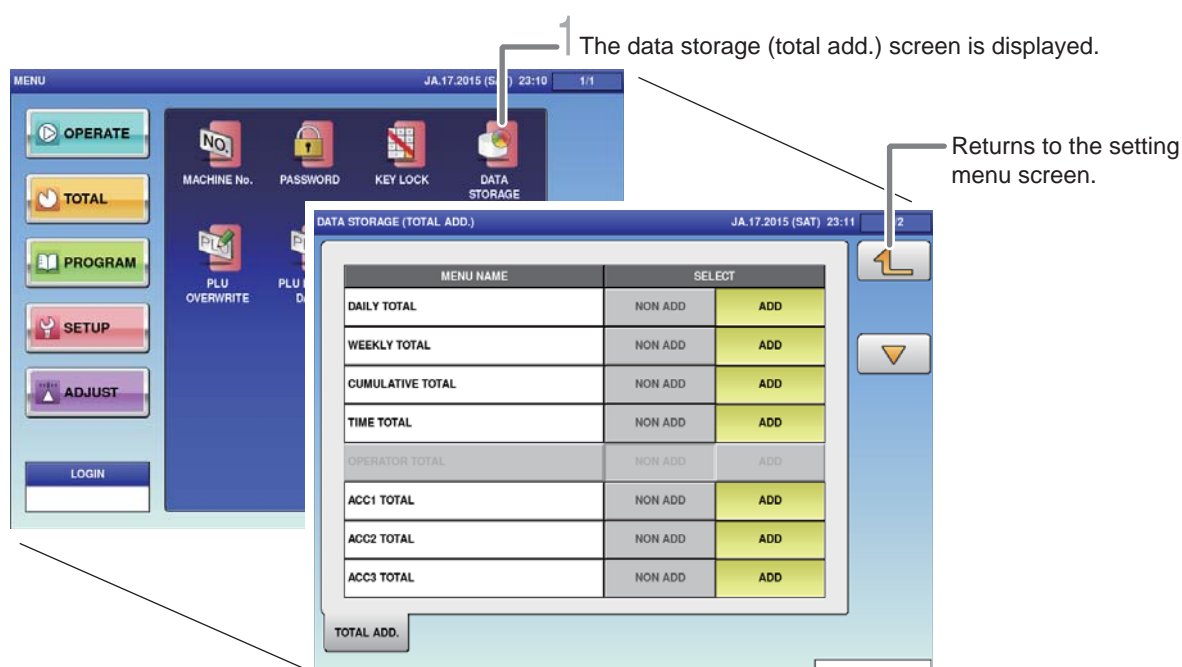 1
The data storage (total add.) screen is displayed.
MENU
JA.17.2015 (SAT) 23:10
1/1
OPERATE
TOTAL
PROGRAM
SETUP
ADJUST
LOGIN
NO.
MACHINE No.
PASSWORD
KEY LOCK
DATA
STORAGE
PLU
PLU
OVERWRITE
PLU
Returns to the setting
menu screen.
DATA STORAGE (TOTAL ADD.)
JA.17.2015 (SAT) 23:11
MENU NAME SELECT
DAILY TOTAL NON ADD ADD
WEEKLY TOTAL NON ADD ADD
CUMULATIVE TOTAL NON ADD ADD
TIME TOTAL NON ADD ADD
OPERATOR TOTAL NON ADD ADD
ACC1 TOTAL NON ADD ADD
ACC2 TOTAL NON ADD ADD
ACC3 TOTAL NON ADD ADD
TOTAL ADD.